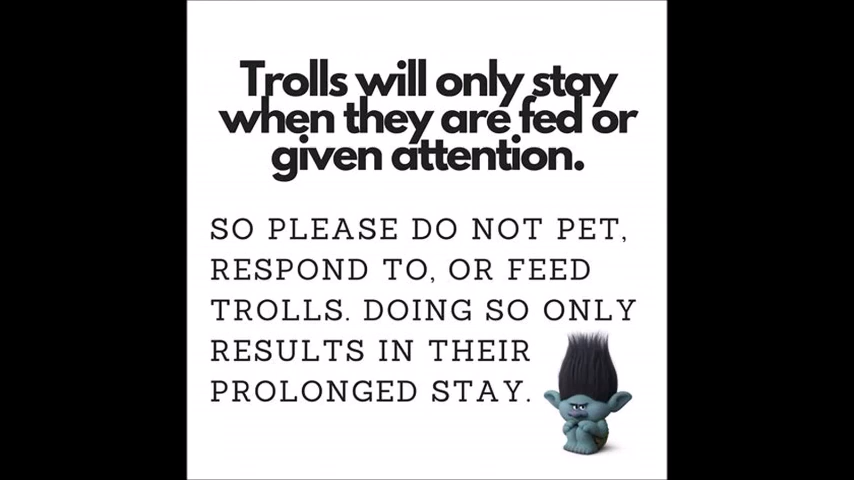 Trolls will only stay
when they are fed or
given attention.
SO PLEASE DO NOT PET,
RESPOND TO, OR FEED
TROLLS. DOING SO ONLY
RESULTS IN THEIR
PROLONGED STAY.